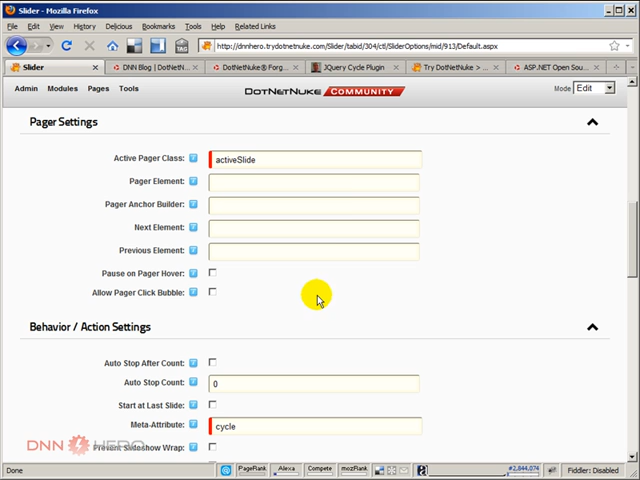 Slider - Mozilla Firefox
File Edit View History Delicious Bookmarks Tools Help Related Links
http://dnnhero.trydotnetnuke.com/Slider/tabid/304/ctl/SliderOptions/mid/913/Default.aspx
Slider DNN Blog | DotNetN... DotNetNuke® Forg... JQuery Cycle Plugin Try DotNetNuke > ... ASP.NET Open Sou...
Admin Modules Pages Tools DOTNETNUKE COMMUNITY Mode Edit
Pager Settings
Active Pager Class: activeSlide
Pager Element:
Pager Anchor Builder:
Next Element:
Previous Element:
Pause on Pager Hover:
Allow Pager Click Bubble:
Behavior / Action Settings
Auto Stop After Count:
Auto Stop Count: 0
Start at Last Slide:
Meta-Attribute: cycle
DNN HERO
Prevent Slideshow Wrap:
Done PageRank Alexa Compete mozRank #2,844,074 Fiddler: Disabled